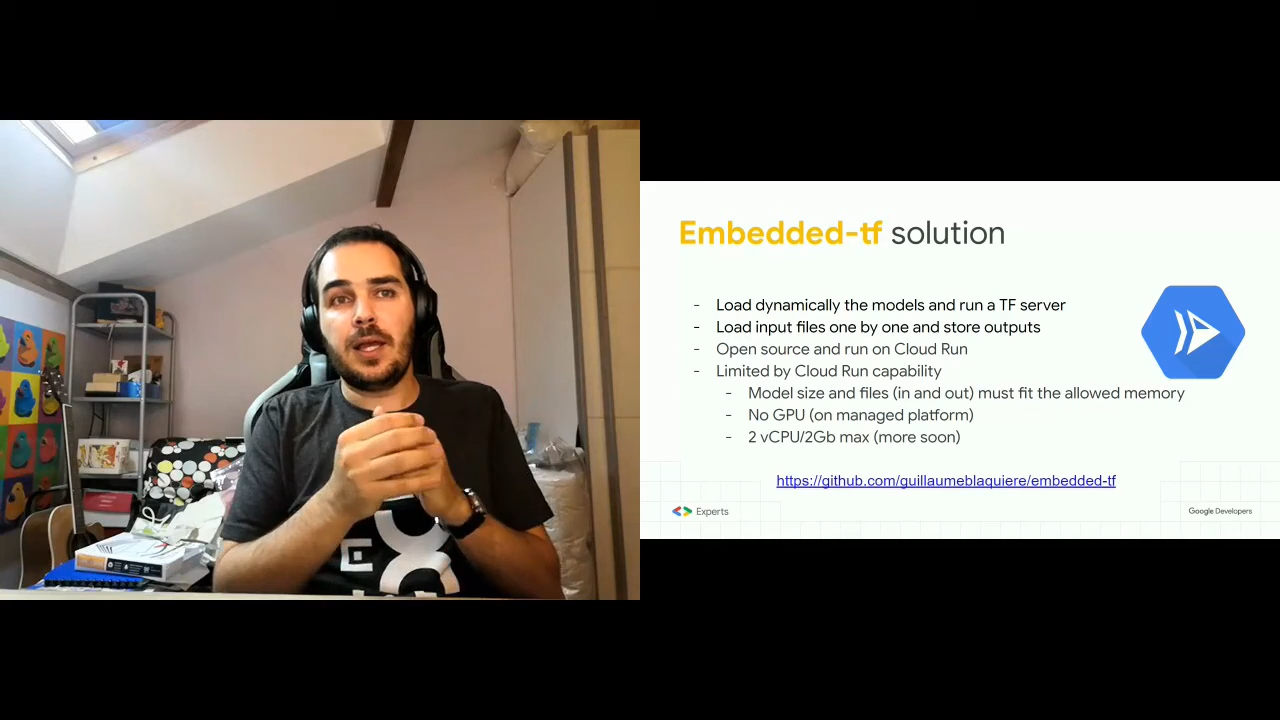 Embedded-tf solution
- Load dynamically the models and run a TF server
- Load input files one by one and store outputs
- Open source and run on Cloud Run
- Limited by Cloud Run capability
- Model size and files (in and out) must fit the allowed memory
- No GPU (on managed platform)
- 2 vCPU/2Gb max (more soon)
https://github.com/guillaumeblaquiere/embedded-tf
Experts
Google Developers